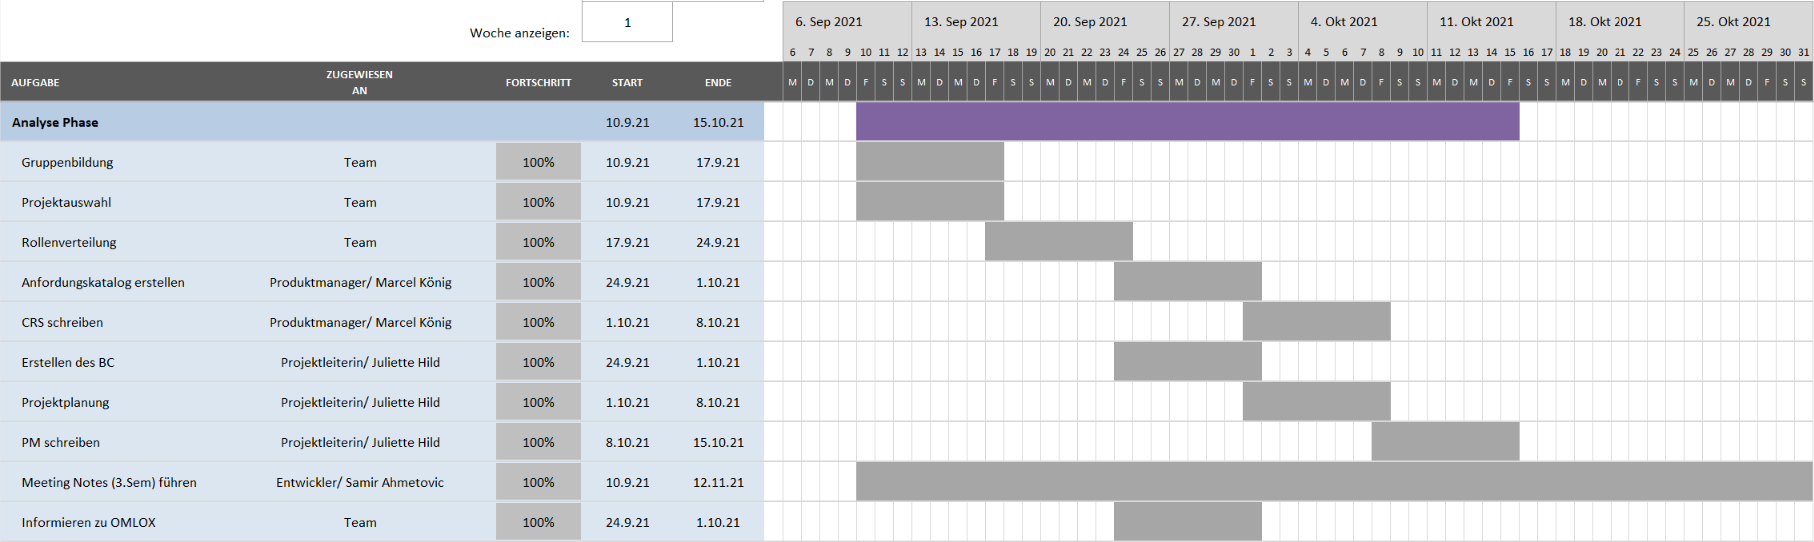 Woche anzeigen: 1
6. Sep 2021 13. Sep 2021 20. Sep 2021 27. Sep 2021 4. Okt 2021 11. Okt 2021 18. Okt 2021 25. Okt 2021
6 7 8 9 10 11 12 13 14 15 16 17 18 19 20 21 22 23 24 25 26 27 28 29 30 1 2 3 4 5 6 7 8 9 10 11 12 13 14 15 16 17 18 19 20 21 22 23 24 25 26 27 28 29 30 31
AUFGABE ZUGEWIESEN AN FORTSCHRITT START ENDE M D M D F S S M D M D F S S M D M D F S S M D M D F S S M D M D F S S M D M D F S S M D M D F S S M D M D F S S
Analyse Phase 10.9.21 15.10.21
Gruppenbildung Team 100% 10.9.21 17.9.21
Projektauswahl Team 100% 10.9.21 17.9.21
Rollenverteilung Team 100% 17.9.21 24.9.21
Anfordungskatalog erstellen Produktmanager/ Marcel König 100% 24.9.21 1.10.21
CRS schreiben Produktmanager/ Marcel König 100% 1.10.21 8.10.21
Erstellen des BC Projektleiterin/ Juliette Hild 100% 24.9.21 1.10.21
Projektplanung Projektleiterin/ Juliette Hild 100% 1.10.21 8.10.21
PM schreiben Projektleiterin/ Juliette Hild 100% 8.10.21 15.10.21
Meeting Notes (3.Sem) führen Entwickler/ Samir Ahmetovic 100% 10.9.21 12.11.21
Informieren zu OMLOX Team 100% 24.9.21 1.10.21